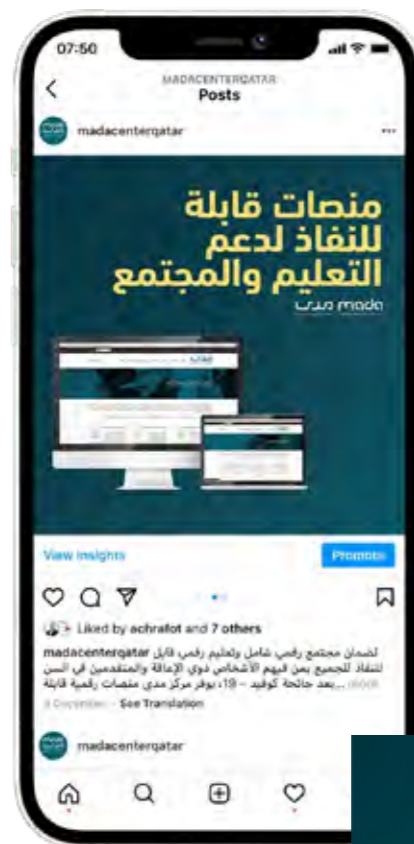 07:50
MADACENTERQATAR
Posts
madacenterqatar
منصات قابلة
للنفاذ لدعم
التعليم والمجتمع
مدى mada
View Insights
Promote
Liked by achrafot and 7 others
madacenterqatar لضمان مجتمع رقمي شامل وتعليم رقمي قابل
للنفاذ للجميع بمن فيهم الأشخاص ذوي الإعاقة والمتقدمين في السن
بعد جائحة كوفيد – 19، يوفر مركز مدى منصات رقمية قابلة... more
December · See Translation
madacenterqatar